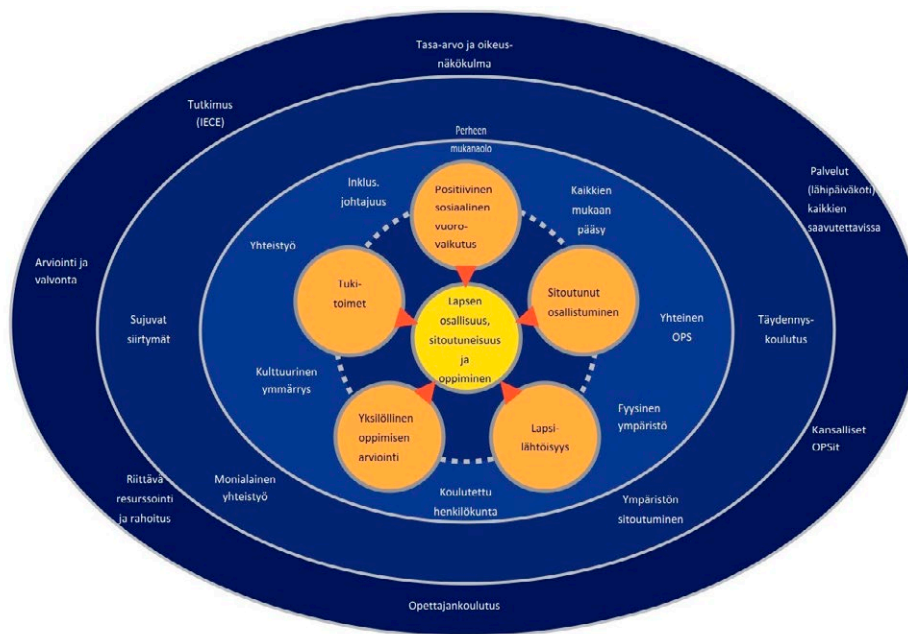 Tasa-arvo ja oikeus-
näkökulma
Tutkimus
(IECE)
Perheen
mukanaolo
Palvelut
(lähipäiväkoti)
kaikkien
saavutettavissa
Inklus.
johtajuus
Positiivinen
sosiaalinen
vuoro-
vaikutus
Kaikkien
mukaan
pääsy
Yhteistyö
Arviointi ja
valvonta
Tuki-
toimet
Lapsen
osallisuus,
sitoutuneisuus
ja
oppiminen
Sitoutunut
osallistuminen
Sujuvat
siirtymät
Yhteinen
OPS
Täydennys-
koulutus
Kulttuurinen
ymmärrys
Yksilöllinen
oppimisen
arviointi
Lapsi-
lähtöisyys
Fyysinen
ympäristö
Kansalliset
OPSit
Riittävä
resurssointi
ja rahoitus
Monialainen
yhteistyö
Koulutettu
henkilökunta
Ympäristön
sitoutuminen
Opettajankoulutus